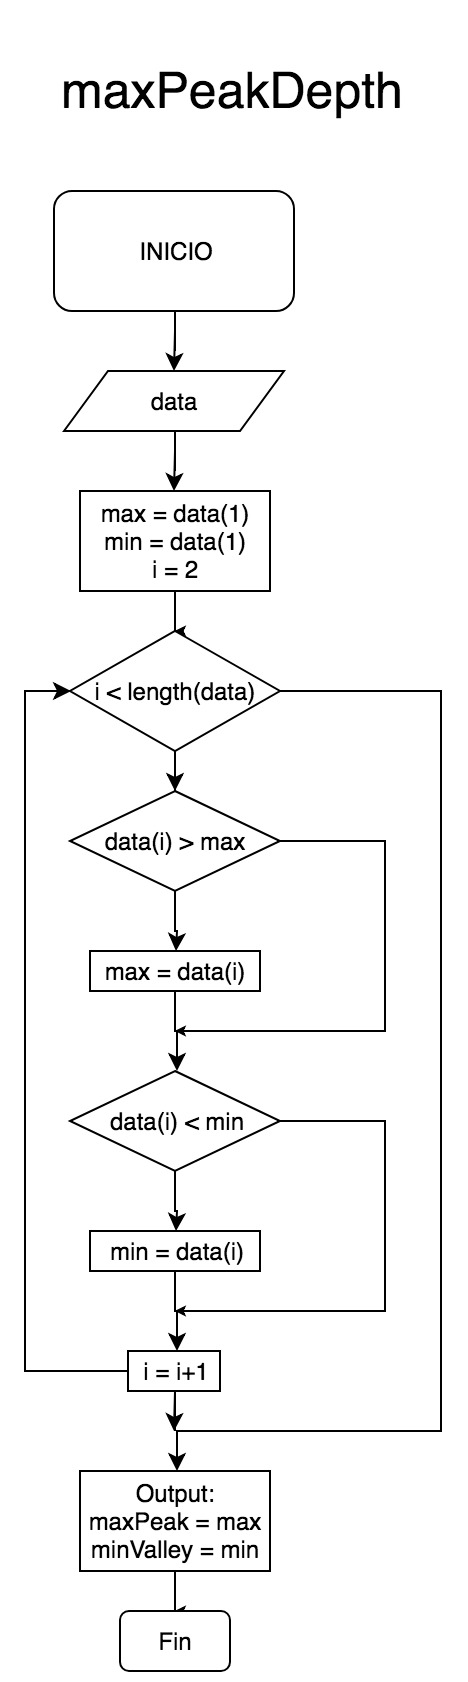 maxPeakDepth
INICIO
data
max = data(1)
min = data(1)
i = 2
i < length(data)
data(i) > max
max = data(i)
data(i) < min
min = data(i)
i = i+1
Output:
maxPeak = max
minValley = min
Fin